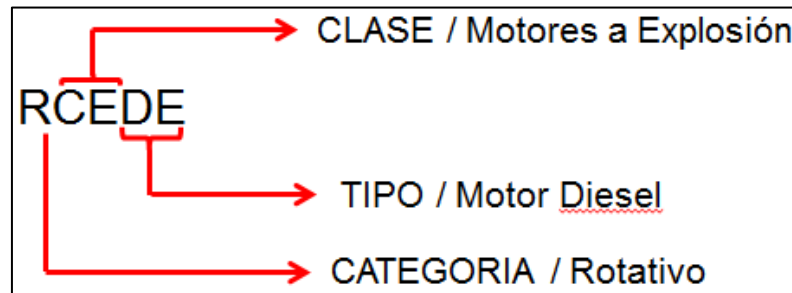 CLASE / Motores a Explosión
RCEDE
TIPO / Motor Diesel
CATEGORIA / Rotativo